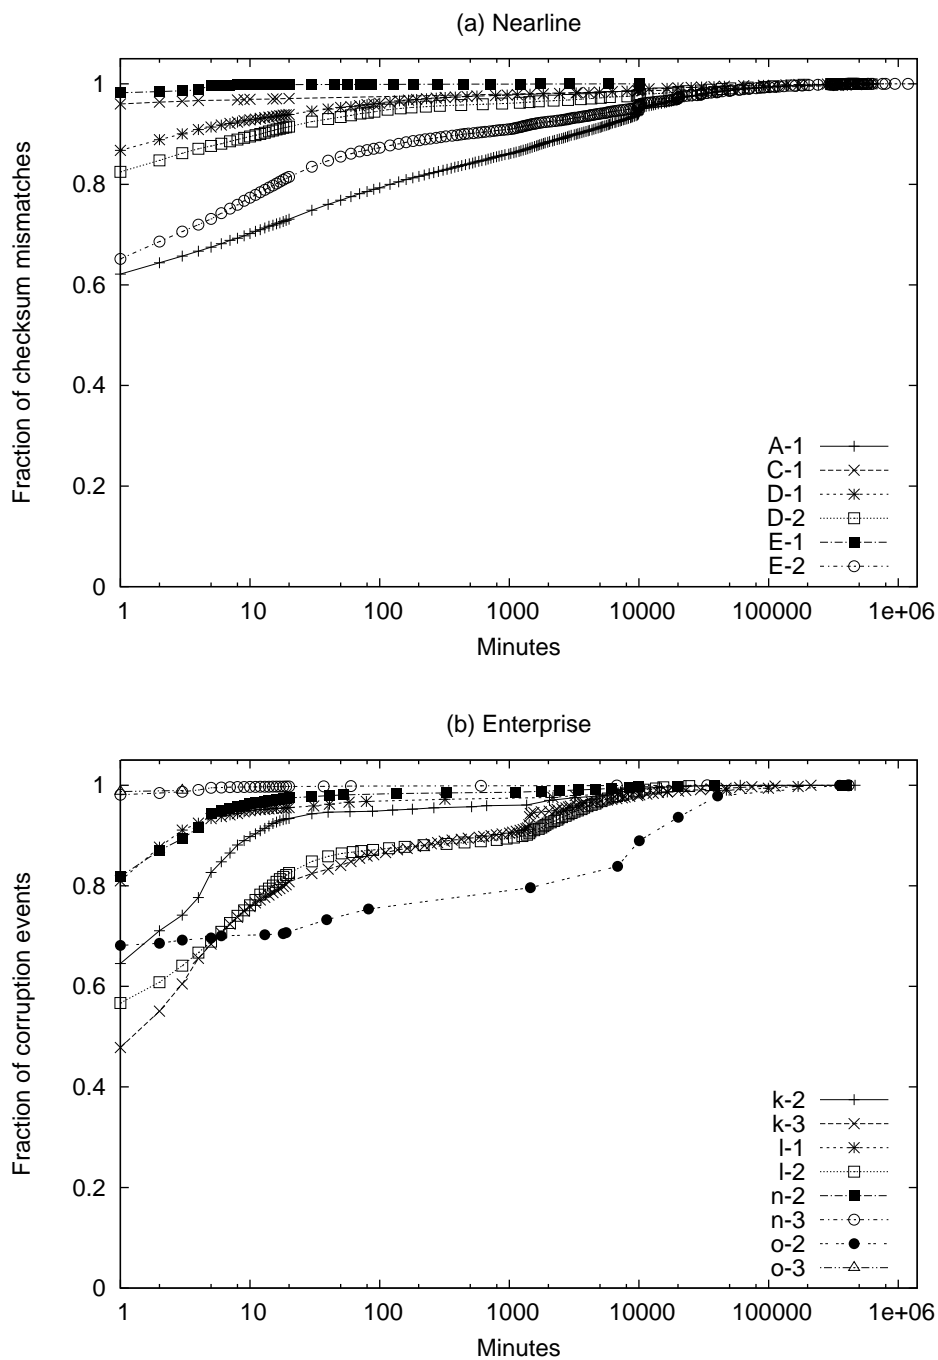 (a) Nearline
Fraction of checksum mismatches
1
0.8
0.6
0.4
0.2
0
A-1
C-1
D-1
D-2
E-1
E-2
1 10 100 1000 10000 100000 1e+06
Minutes
(b) Enterprise
Fraction of corruption events
1
0.8
0.6
0.4
0.2
0
k-2
k-3
l-1
l-2
n-2
n-3
o-2
o-3
1 10 100 1000 10000 100000 1e+06
Minutes